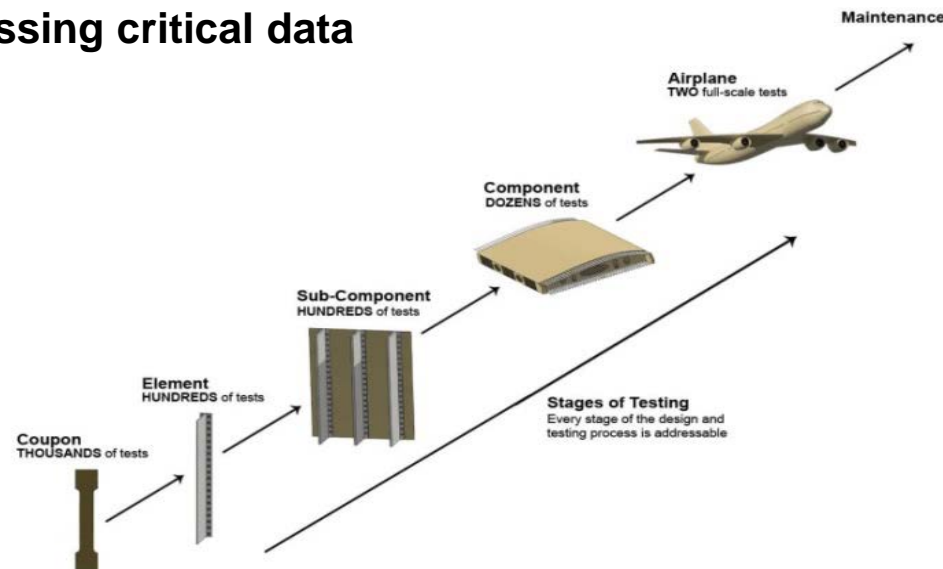 ssing critical data
Maintenance
Airplane
TWO full-scale tests
Component
DOZENS of tests
Sub-Component
HUNDREDS of tests
Element
HUNDREDS of tests
Stages of Testing
Every stage of the design and
testing process is addressable
Coupon
THOUSANDS of tests